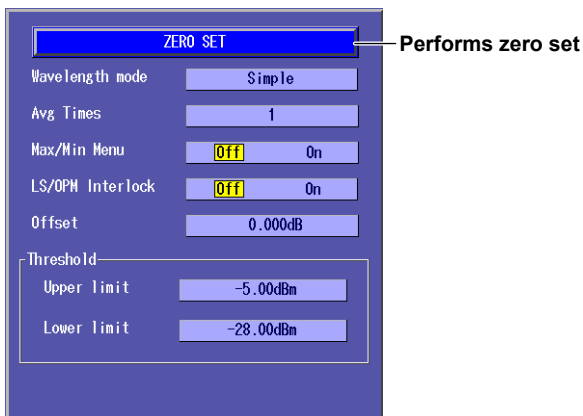 ZERO SET
Performs zero set
Wavelength mode Simple
Avg Times 1
Max/Min Menu Off On
LS/OPM Interlock Off On
Offset 0.000dB
Threshold
Upper limit -5.00dBm
Lower limit -28.00dBm